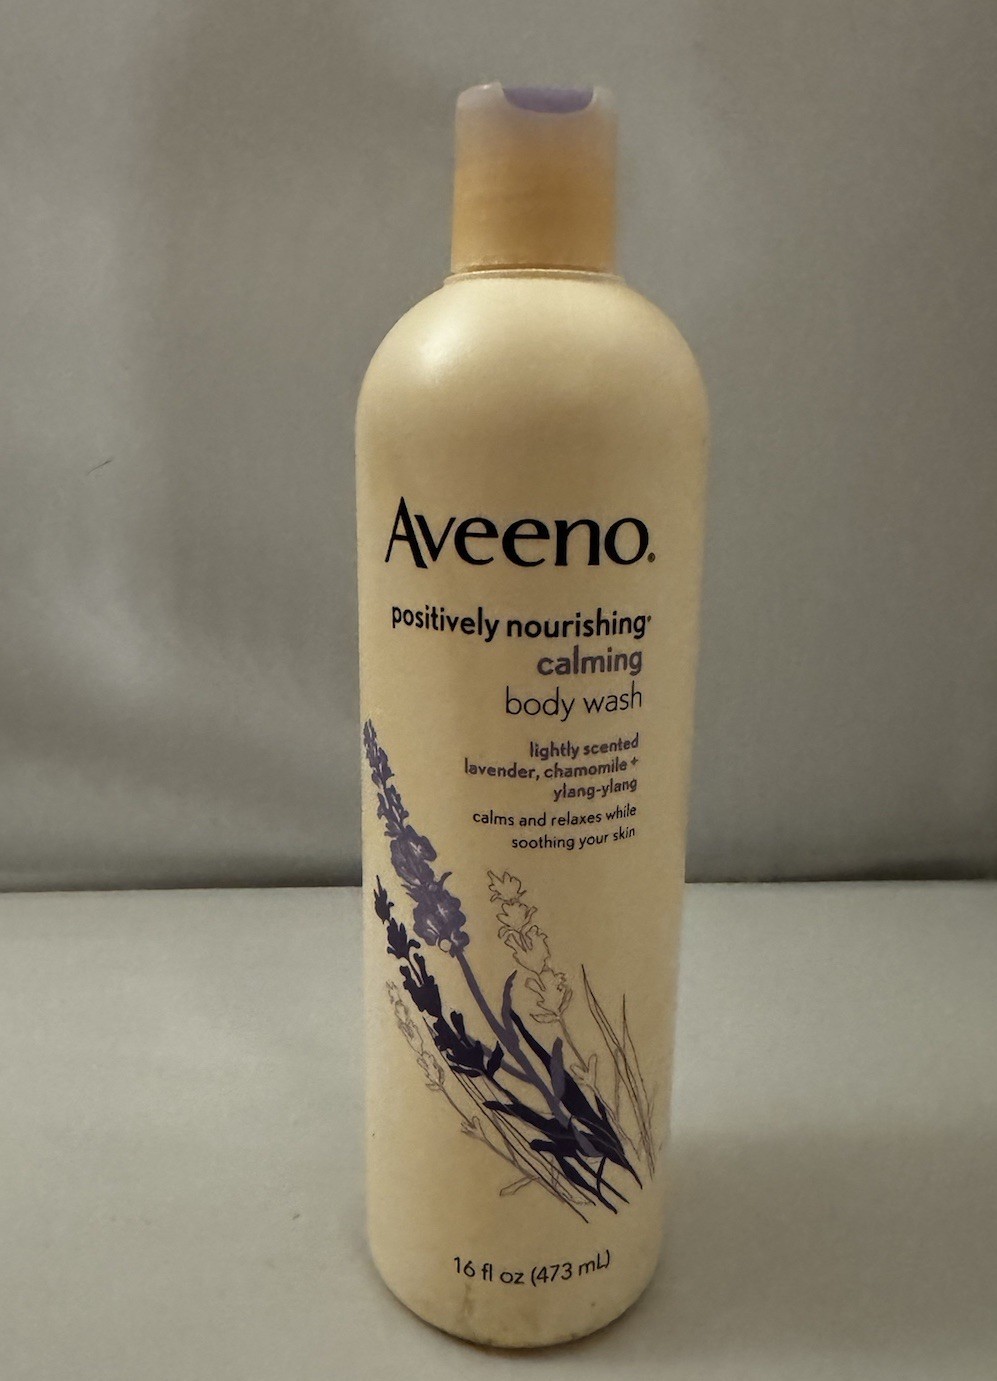 Aveeno®
positively nourishing®
calming
body wash
lightly scented
lavender, chamomile +
ylang-ylang
calms and relaxes while
soothing your skin
16 fl oz (473 mL)